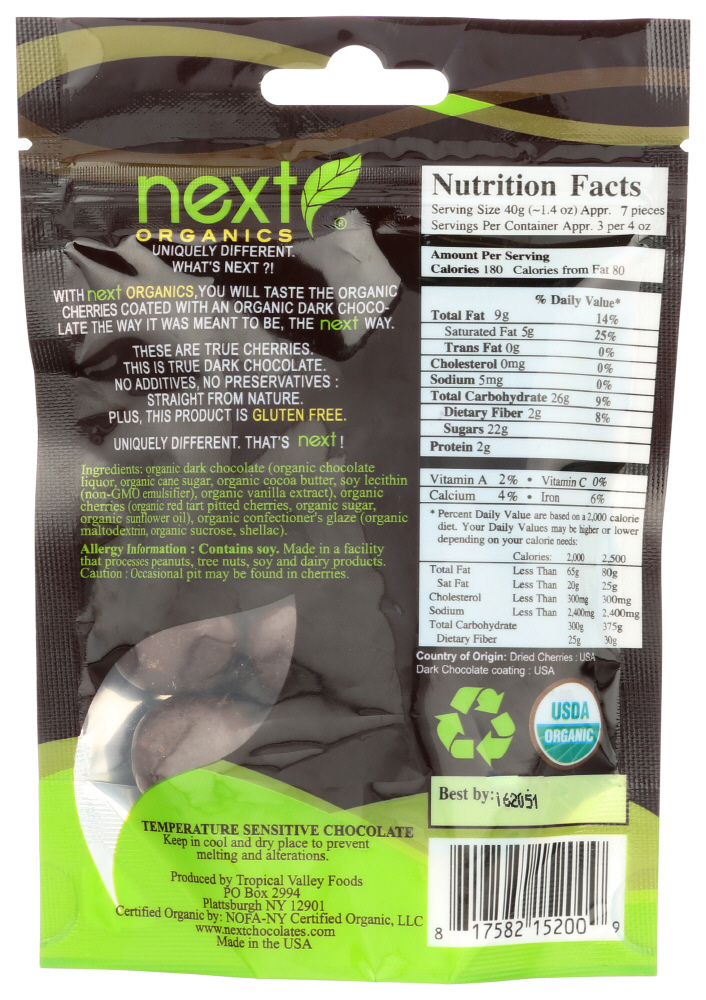 next®
ORGANICS
UNIQUELY DIFFERENT.
WHAT'S NEXT ?!
WITH next ORGANICS, YOU WILL TASTE THE ORGANIC
CHERRIES COATED WITH AN ORGANIC DARK CHOCO-
LATE THE WAY IT WAS MEANT TO BE, THE next WAY.
THESE ARE TRUE CHERRIES.
THIS IS TRUE DARK CHOCOLATE.
NO ADDITIVES, NO PRESERVATIVES :
STRAIGHT FROM NATURE.
PLUS, THIS PRODUCT IS GLUTEN FREE.
UNIQUELY DIFFERENT. THAT'S next !
Ingredients: organic dark chocolate (organic chocolate
liquor, organic cane sugar, organic cocoa butter, soy lecithin
(non-GMO emulsifier), organic vanilla extract), organic
cherries (organic red tart pitted cherries, organic sugar,
organic sunflower oil), organic confectioner's glaze (organic
maltodextrin, organic sucrose, shellac).
Allergy Information : Contains soy. Made in a facility
that processes peanuts, tree nuts, soy and dairy products.
Caution : Occasional pit may be found in cherries.
TEMPERATURE SENSITIVE CHOCOLATE
Keep in cool and dry place to prevent
melting and alterations.
Produced by Tropical Valley Foods
PO Box 2994
Plattsburgh NY 12901
Certified Organic by: NOFA-NY Certified Organic, LLC
www.nextchocolates.com
Made in the USA
Nutrition Facts
Serving Size 40g (~1.4 oz) Appr. 7 pieces
Servings Per Container Appr. 3 per 4 oz
Amount Per Serving
Calories 180 Calories from Fat 80
% Daily Value*
Total Fat 9g 14%
Saturated Fat 5g 25%
Trans Fat 0g 0%
Cholesterol 0mg 0%
Sodium 5mg 0%
Total Carbohydrate 26g 9%
Dietary Fiber 2g 8%
Sugars 22g
Protein 2g
Vitamin A 2% • Vitamin C 0%
Calcium 4% • Iron 6%
* Percent Daily Value are based on a 2,000 calorie
diet. Your Daily Values may be higher or lower
depending on your calorie needs:
Calories: 2,000 2,500
Total Fat Less Than 65g 80g
Sat Fat Less Than 20g 25g
Cholesterol Less Than 300mg 300mg
Sodium Less Than 2,400mg 2,400mg
Total Carbohydrate 300g 375g
Dietary Fiber 25g 30g
Country of Origin: Dried Cherries : USA
Dark Chocolate coating : USA
USDA
ORGANIC
Best by: 162051
8 17582 15200 9